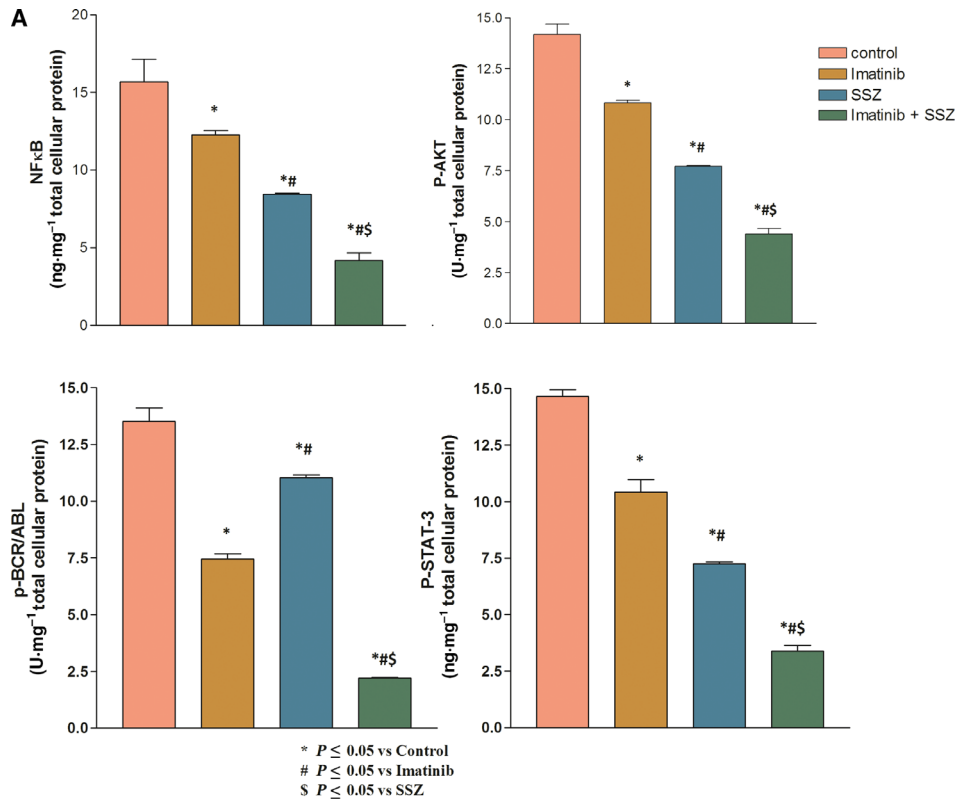 A
NFκB
(ng·mg⁻¹ total cellular protein)
20
15
10
5
0
*
*#
*#$
P-AKT
(U·mg⁻¹ total cellular protein)
15.0
12.5
10.0
7.5
5.0
2.5
0.0
*
*#
*#$
control
Imatinib
SSZ
Imatinib + SSZ
p-BCR/ABL
(U·mg⁻¹ total cellular protein)
15.0
12.5
10.0
7.5
5.0
2.5
0.0
*
*#
*#$
P-STAT-3
(ng·mg⁻¹ total cellular protein)
15.0
12.5
10.0
7.5
5.0
2.5
0.0
*
*#
*#$
* P ≤ 0.05 vs Control
# P ≤ 0.05 vs Imatinib
$ P ≤ 0.05 vs SSZ